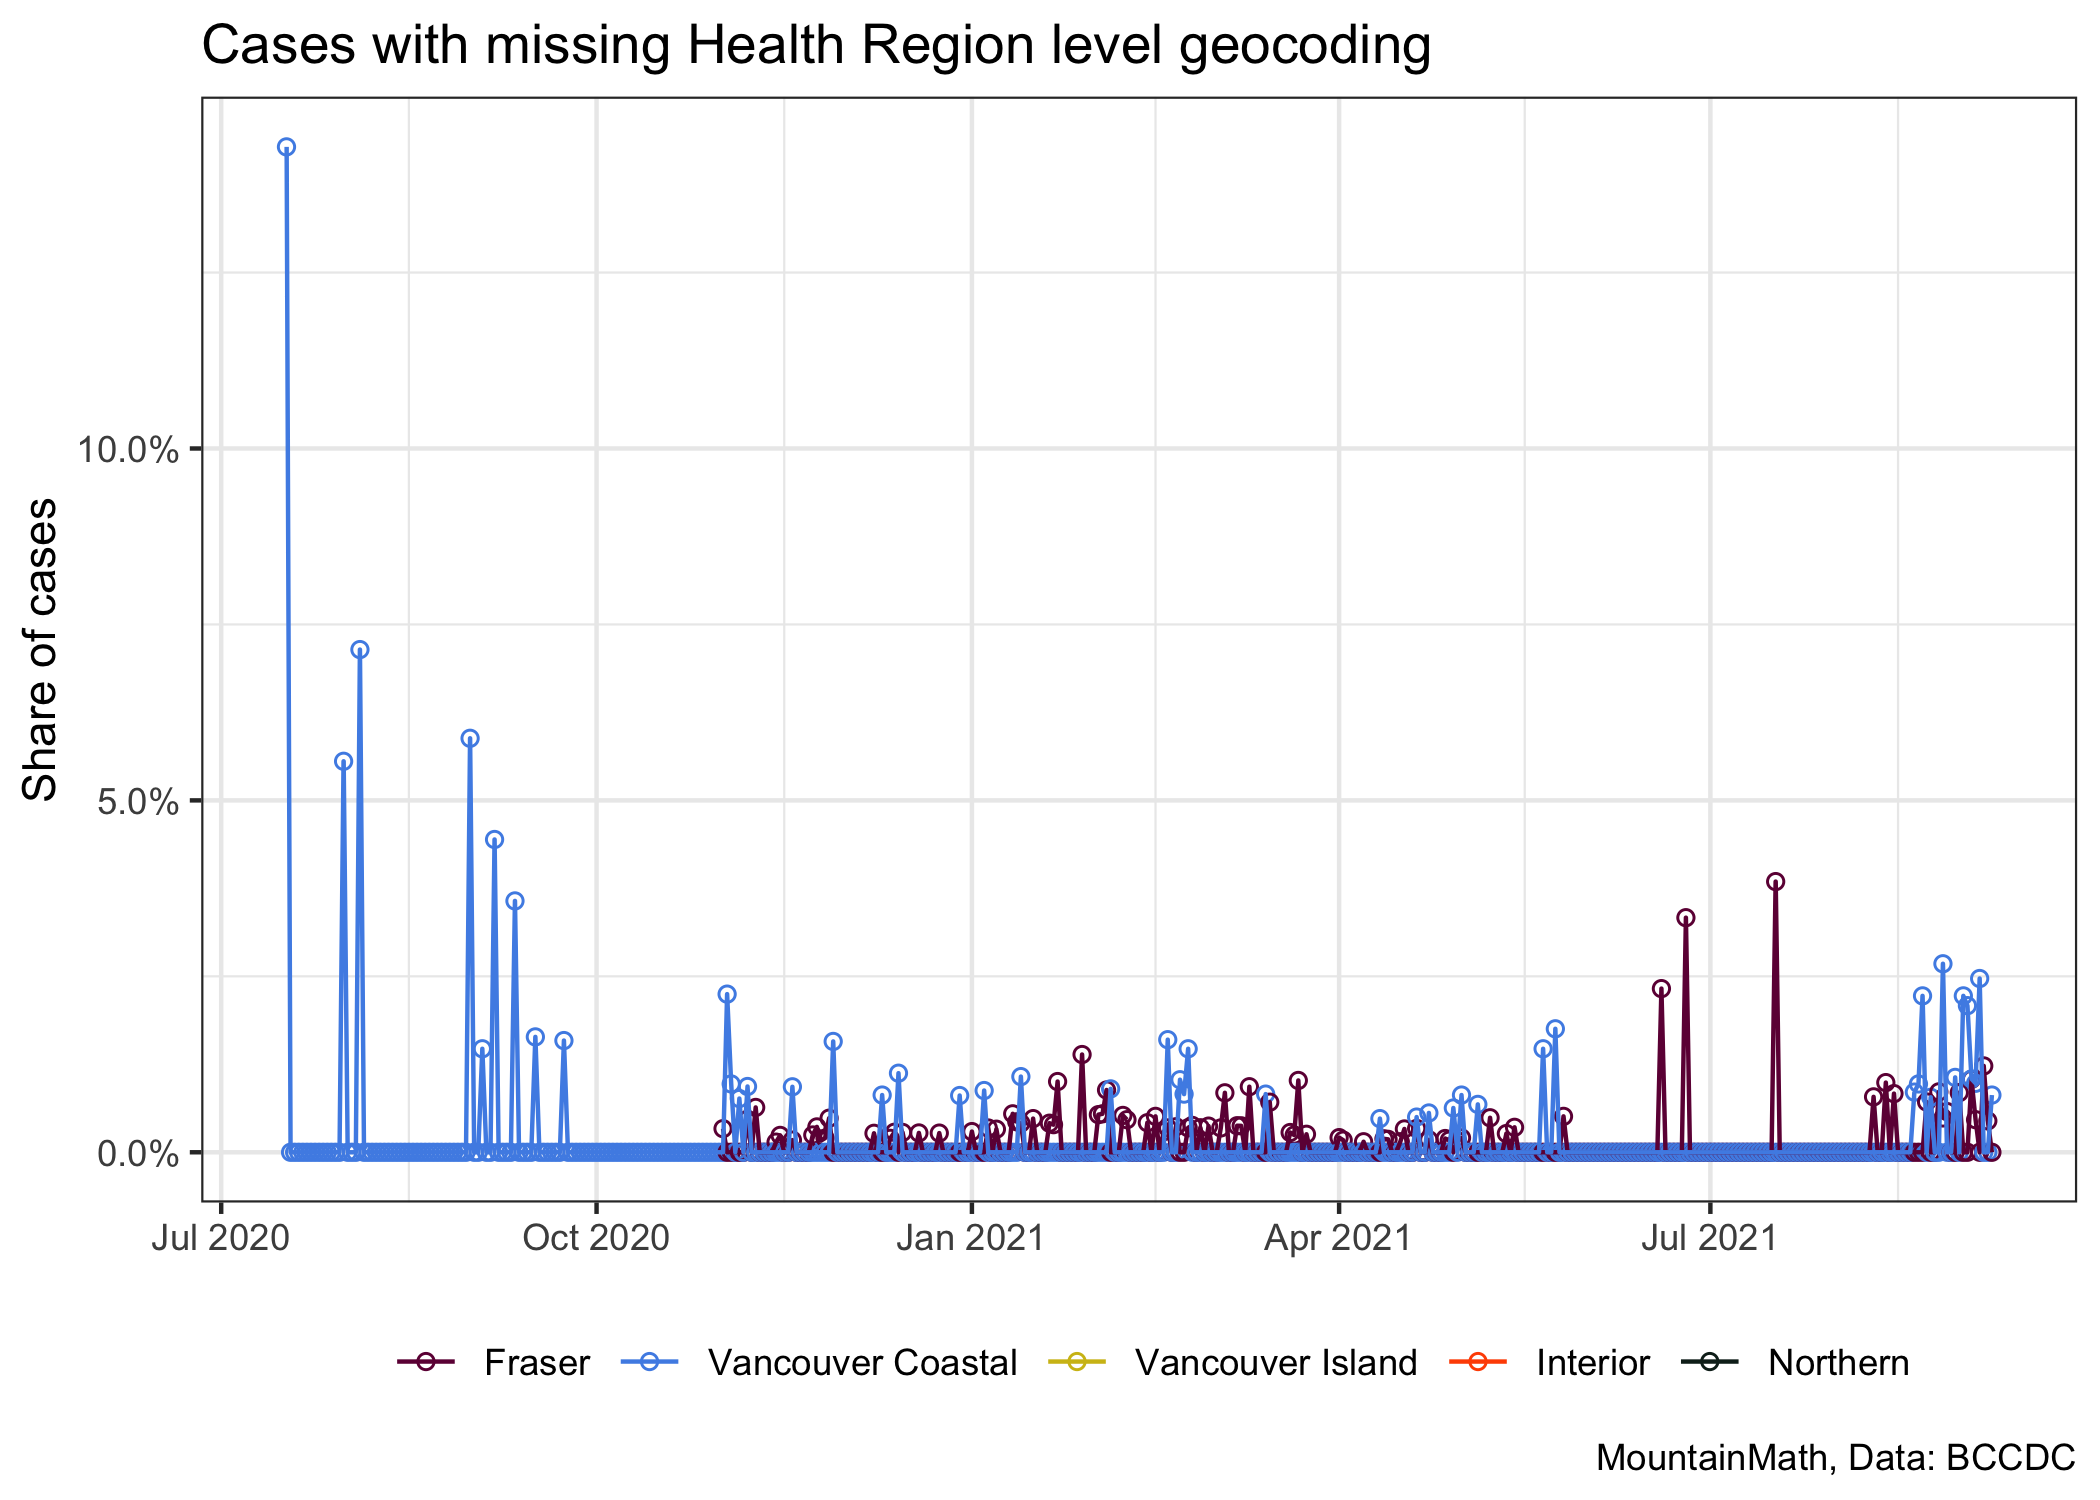 Cases with missing Health Region level geocoding
Share of cases
10.0%
5.0%
0.0%
Jul 2020 Oct 2020 Jan 2021 Apr 2021 Jul 2021
Fraser Vancouver Coastal Vancouver Island Interior Northern
MountainMath, Data: BCCDC